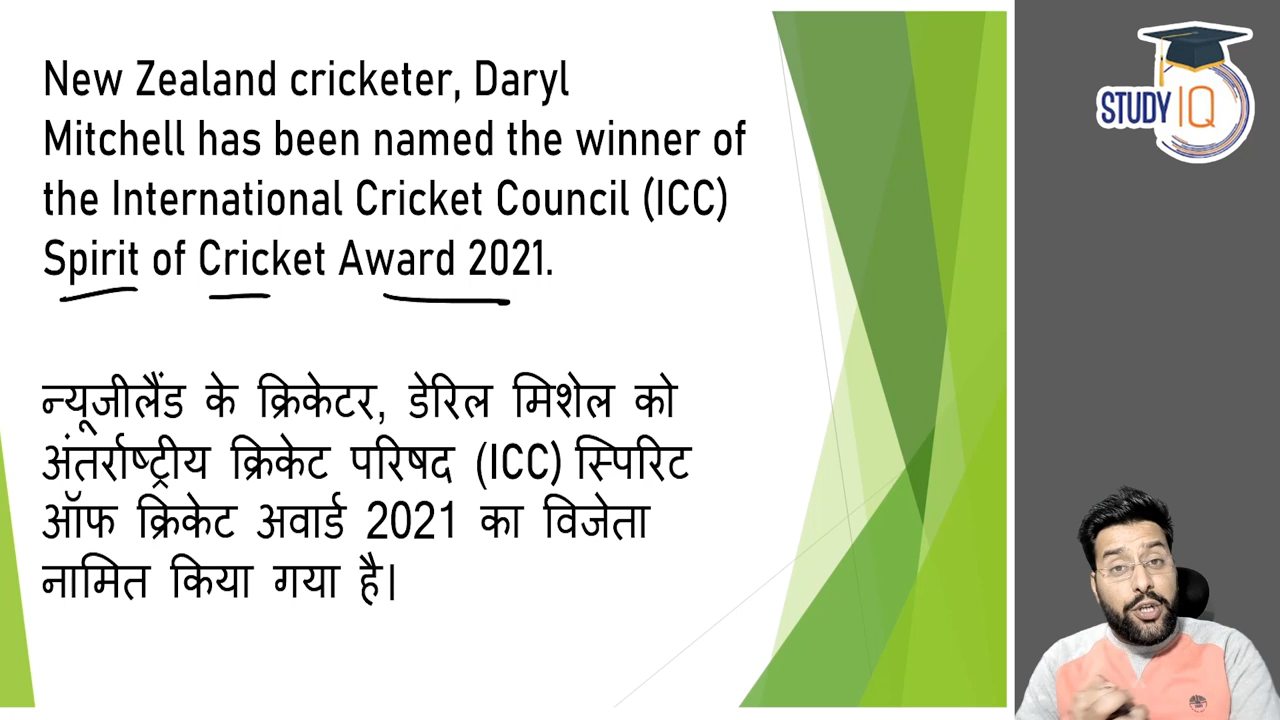 New Zealand cricketer, Daryl
Mitchell has been named the winner of
the International Cricket Council (ICC)
Spirit of Cricket Award 2021.
न्यूजीलैंड के क्रिकेटर, डेरिल मिशेल को
अंतर्राष्ट्रीय क्रिकेट परिषद (ICC) स्पिरिट
ऑफ क्रिकेट अवार्ड 2021 का विजेता
नामित किया गया है।
STUDY IQ